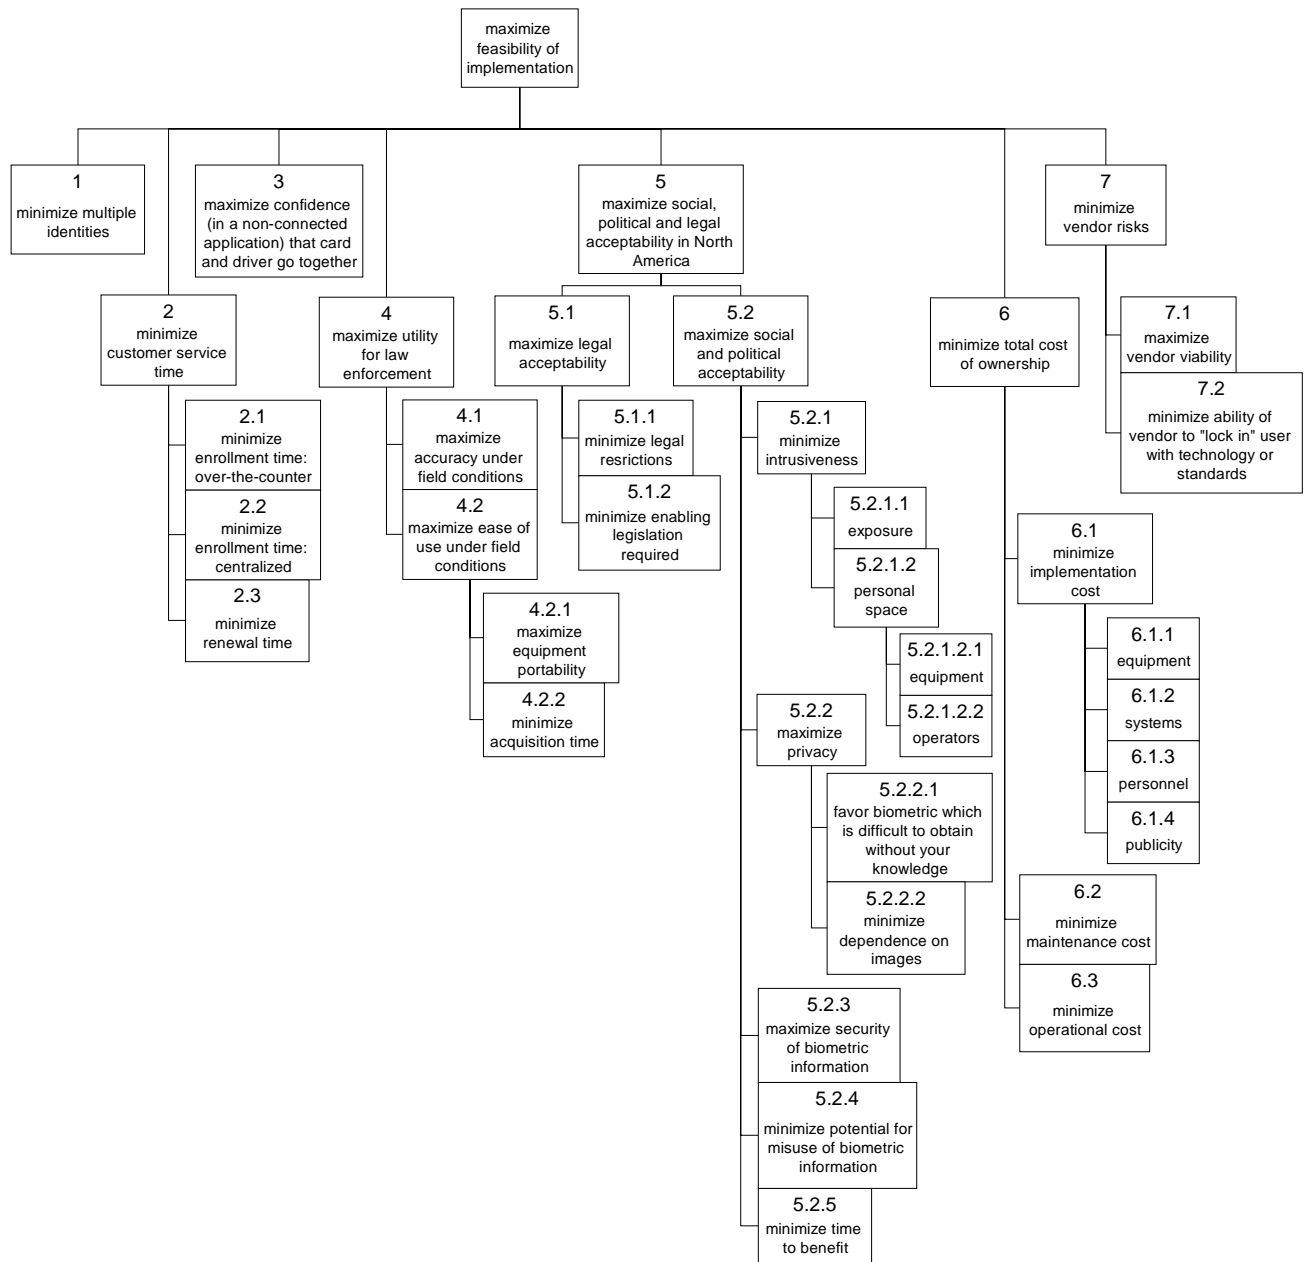 maximize
feasibility of
implementation
1
minimize multiple
identities
2
minimize
customer service
time
2.1
minimize
enrollment time:
over-the-counter
2.2
minimize
enrollment time:
centralized
2.3
minimize
renewal time
3
maximize confidence
(in a non-connected
application) that card
and driver go together
4
maximize utility
for law
enforcement
4.1
maximize
accuracy under
field conditions
4.2
maximize ease of
use under field
conditions
4.2.1
maximize
equipment
portability
4.2.2
minimize
acquisition time
5
maximize social,
political and legal
acceptability in North
America
5.1
maximize legal
acceptability
5.1.1
minimize legal
resrictions
5.1.2
minimize enabling
legislation
required
5.2
maximize social
and political
acceptability
5.2.1
minimize
intrusiveness
5.2.1.1
exposure
5.2.1.2
personal
space
5.2.1.2.1
equipment
5.2.1.2.2
operators
5.2.2
maximize
privacy
5.2.2.1
favor biometric which
is difficult to obtain
without your
knowledge
5.2.2.2
minimize
dependence on
images
5.2.3
maximize security
of biometric
information
5.2.4
minimize potential for
misuse of biometric
information
5.2.5
minimize time
to benefit
6
minimize total cost
of ownership
6.1
minimize
implementation
cost
6.1.1
equipment
6.1.2
systems
6.1.3
personnel
6.1.4
publicity
6.2
minimize
maintenance cost
6.3
minimize
operational cost
7
minimize
vendor risks
7.1
maximize
vendor viability
7.2
minimize ability of
vendor to "lock in" user
with technology or
standards